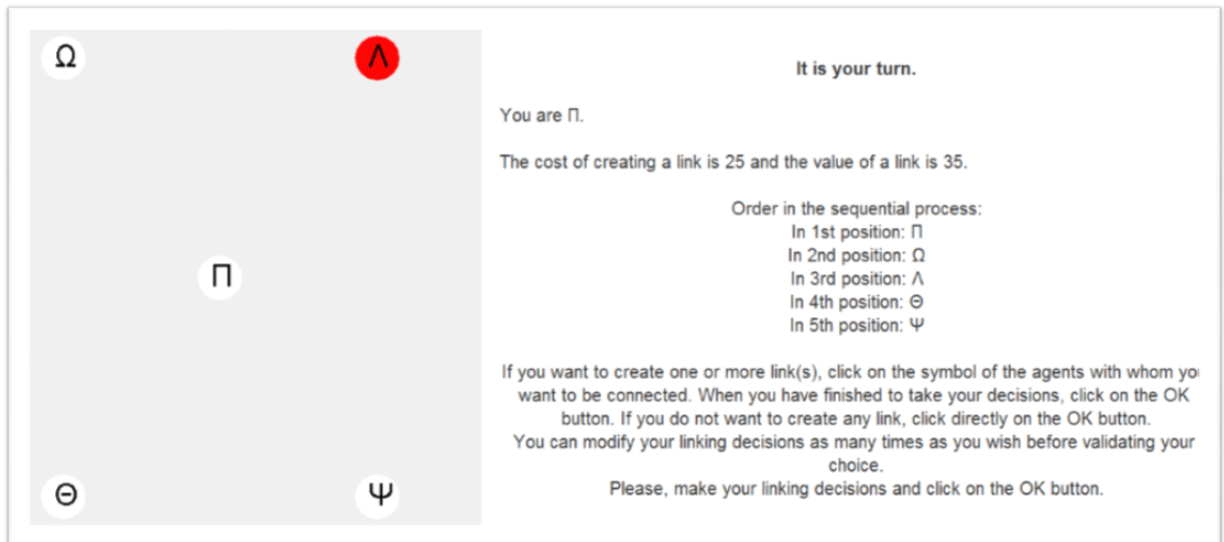 Ω Λ
Π
Θ Ψ
It is your turn.
You are Π.
The cost of creating a link is 25 and the value of a link is 35.
Order in the sequential process:
In 1st position: Π
In 2nd position: Ω
In 3rd position: Λ
In 4th position: Θ
In 5th position: Ψ
If you want to create one or more link(s), click on the symbol of the agents with whom you
want to be connected. When you have finished to take your decisions, click on the OK
button. If you do not want to create any link, click directly on the OK button.
You can modify your linking decisions as many times as you wish before validating your
choice.
Please, make your linking decisions and click on the OK button.